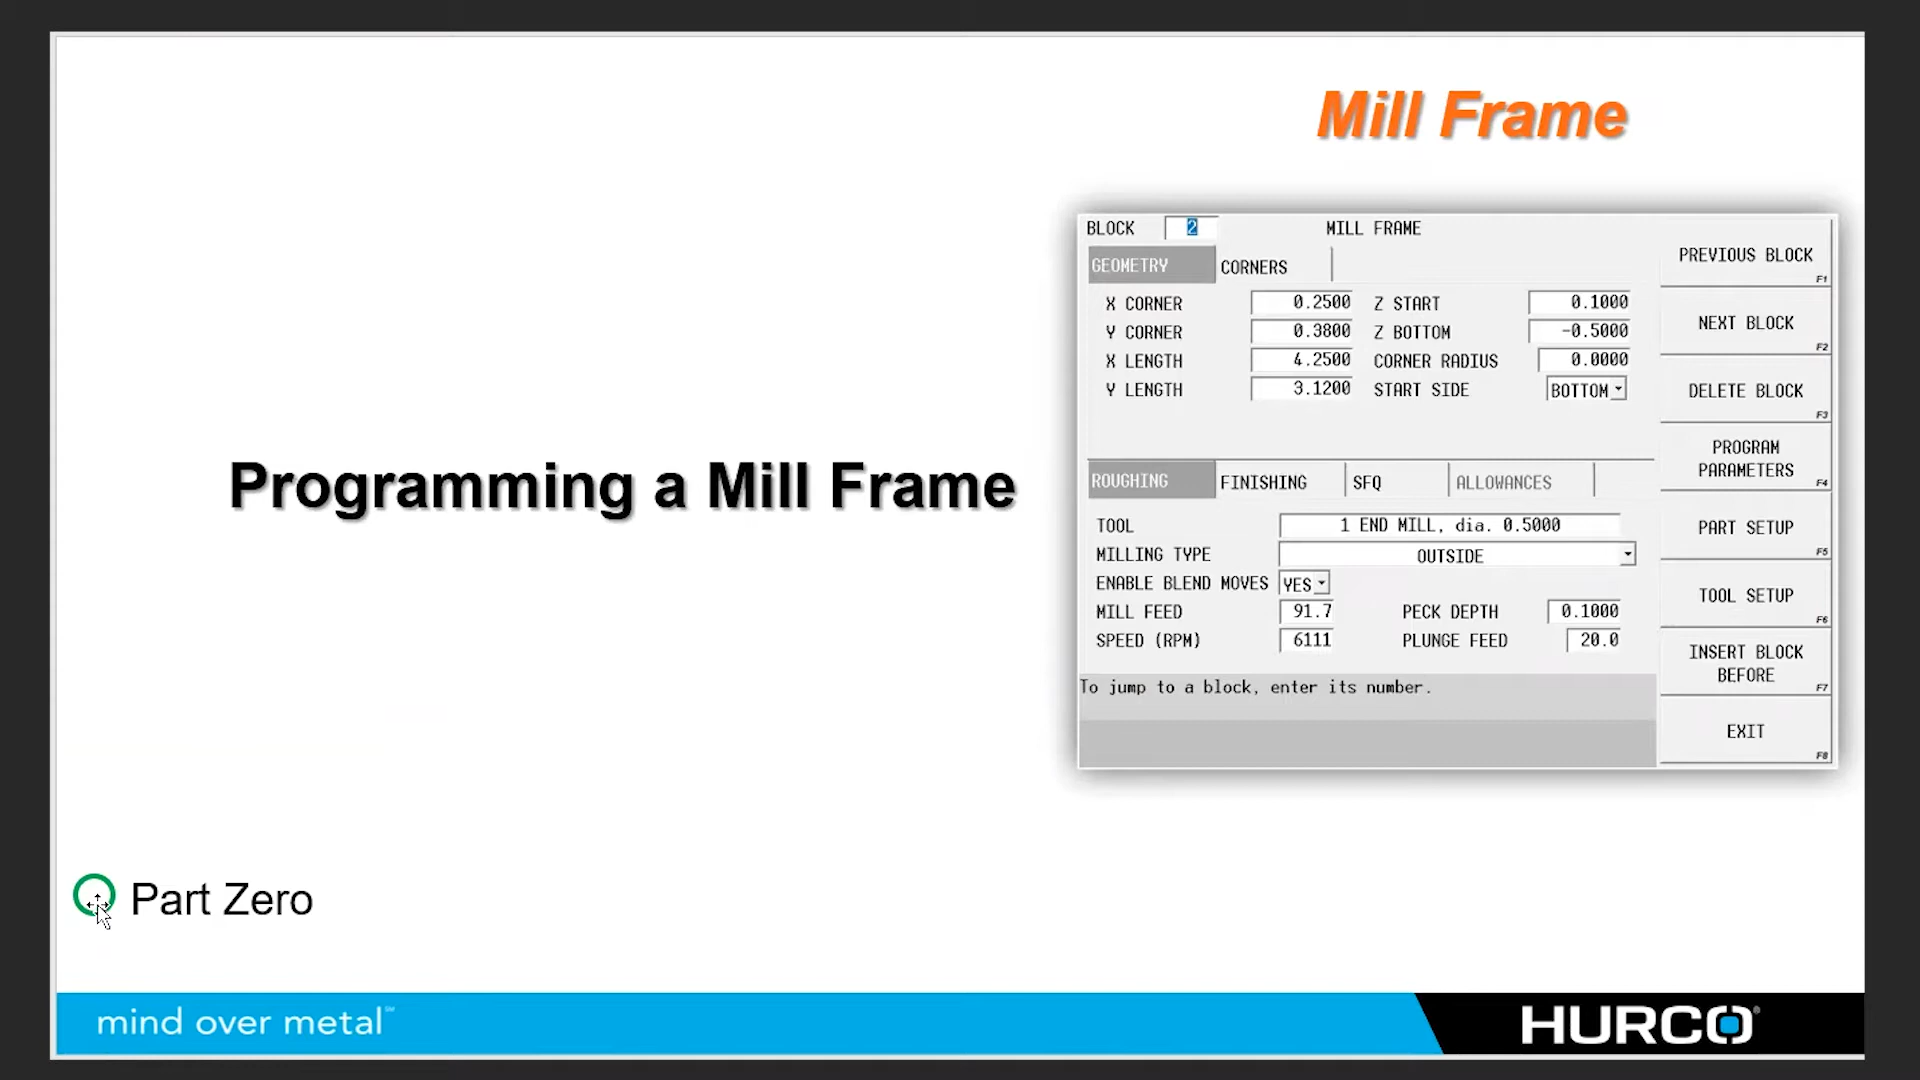 Mill Frame
Programming a Mill Frame
BLOCK 2 MILL FRAME
GEOMETRY CORNERS
X CORNER 0.2500 Z START 0.1000
Y CORNER 0.3800 Z BOTTOM -0.5000
X LENGTH 4.2500 CORNER RADIUS 0.0000
Y LENGTH 3.1200 START SIDE BOTTOM
ROUGHING FINISHING SFQ ALLOWANCES
TOOL 1 END MILL, dia. 0.5000
MILLING TYPE OUTSIDE
ENABLE BLEND MOVES YES
MILL FEED 91.7 PECK DEPTH 0.1000
SPEED (RPM) 6111 PLUNGE FEED 20.0
To jump to a block, enter its number.
PREVIOUS BLOCK
F1
NEXT BLOCK
F2
DELETE BLOCK
F3
PROGRAM
PARAMETERS
F4
PART SETUP
F5
TOOL SETUP
F6
INSERT BLOCK
BEFORE
F7
EXIT
F8
Part Zero
mind over metal℠
HURCO®